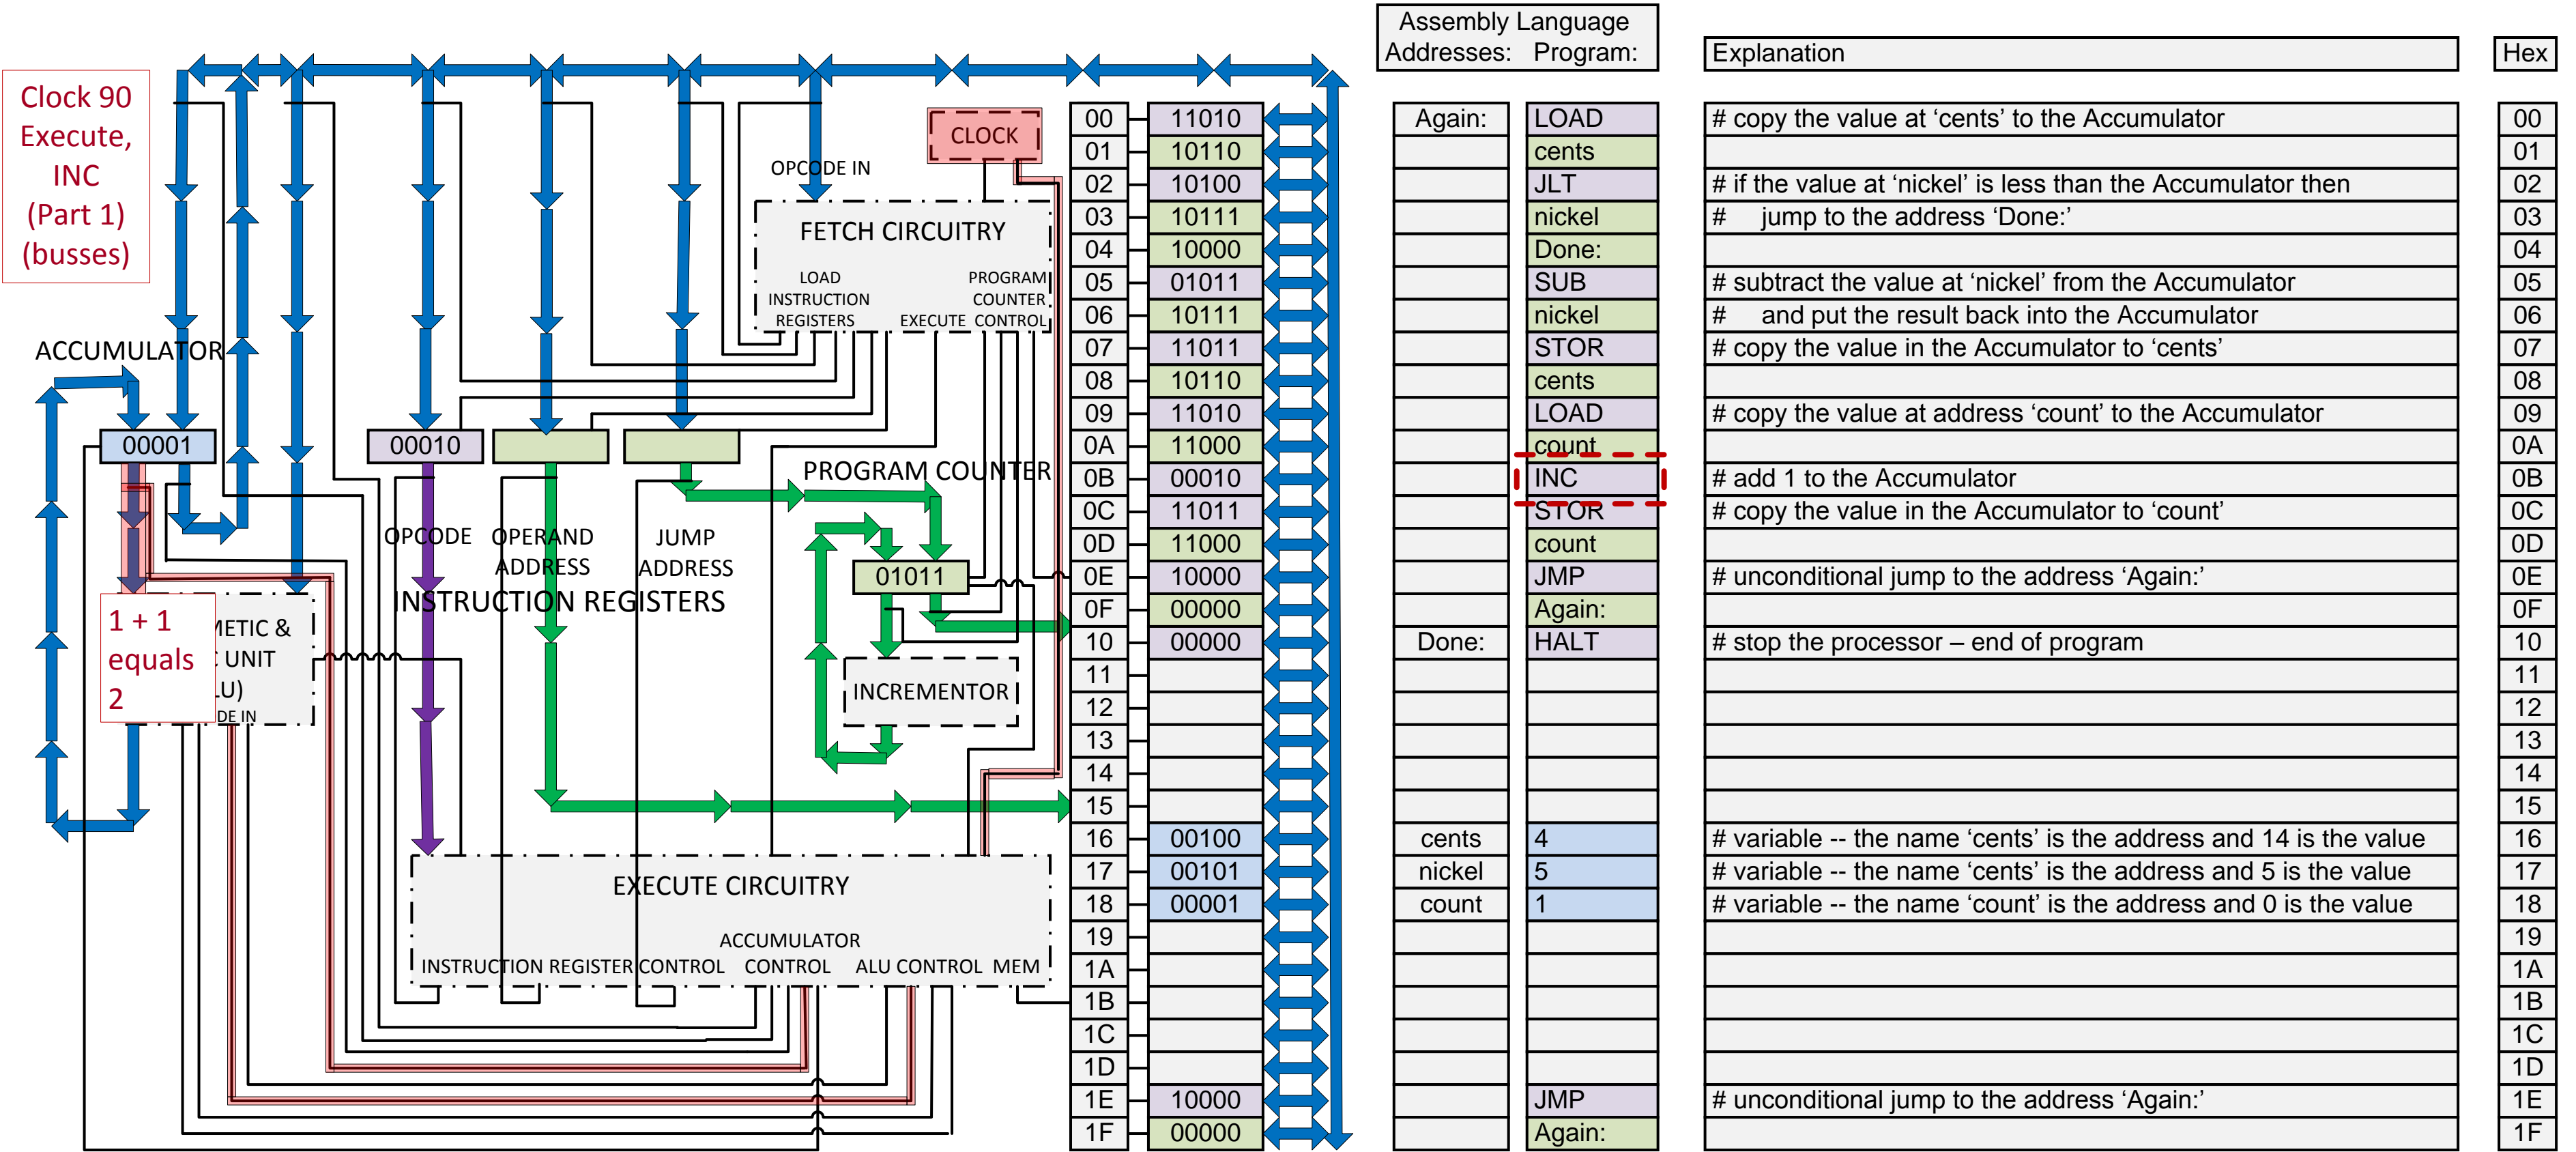 Assembly Language
Addresses: Program:
Explanation
Hex
Clock 90
Execute,
INC
(Part 1)
(busses)
CLOCK
OPCODE IN
FETCH CIRCUITRY
LOAD
INSTRUCTION
REGISTERS
EXECUTE
PROGRAM
COUNTER
CONTROL
ACCUMULATOR
00001
00010
PROGRAM COUNTER
OPCODE
OPERAND
ADDRESS
JUMP
ADDRESS
INSTRUCTION REGISTERS
01011
1 + 1
equals
2
METIC &
UNIT
LU)
DE IN
INCREMENTOR
EXECUTE CIRCUITRY
ACCUMULATOR
INSTRUCTION REGISTER CONTROL CONTROL ALU CONTROL MEM
00 11010 Again: LOAD # copy the value at ‘cents’ to the Accumulator 00
01 10110 cents 01
02 10100 JLT # if the value at ‘nickel’ is less than the Accumulator then 02
03 10111 nickel # jump to the address ‘Done:’ 03
04 10000 Done: 04
05 01011 SUB # subtract the value at ‘nickel’ from the Accumulator 05
06 10111 nickel # and put the result back into the Accumulator 06
07 11011 STOR # copy the value in the Accumulator to ‘cents’ 07
08 10110 cents 08
09 11010 LOAD # copy the value at address ‘count’ to the Accumulator 09
0A 11000 count 0A
0B 00010 INC # add 1 to the Accumulator 0B
0C 11011 STOR # copy the value in the Accumulator to ‘count’ 0C
0D 11000 count 0D
0E 10000 JMP # unconditional jump to the address ‘Again:’ 0E
0F 00000 Again: 0F
10 00000 Done: HALT # stop the processor – end of program 10
11 11
12 12
13 13
14 14
15 15
16 00100 cents 4 # variable -- the name ‘cents’ is the address and 14 is the value 16
17 00101 nickel 5 # variable -- the name ‘cents’ is the address and 5 is the value 17
18 00001 count 1 # variable -- the name ‘count’ is the address and 0 is the value 18
19 19
1A 1A
1B 1B
1C 1C
1D 1D
1E 10000 JMP # unconditional jump to the address ‘Again:’ 1E
1F 00000 Again: 1F